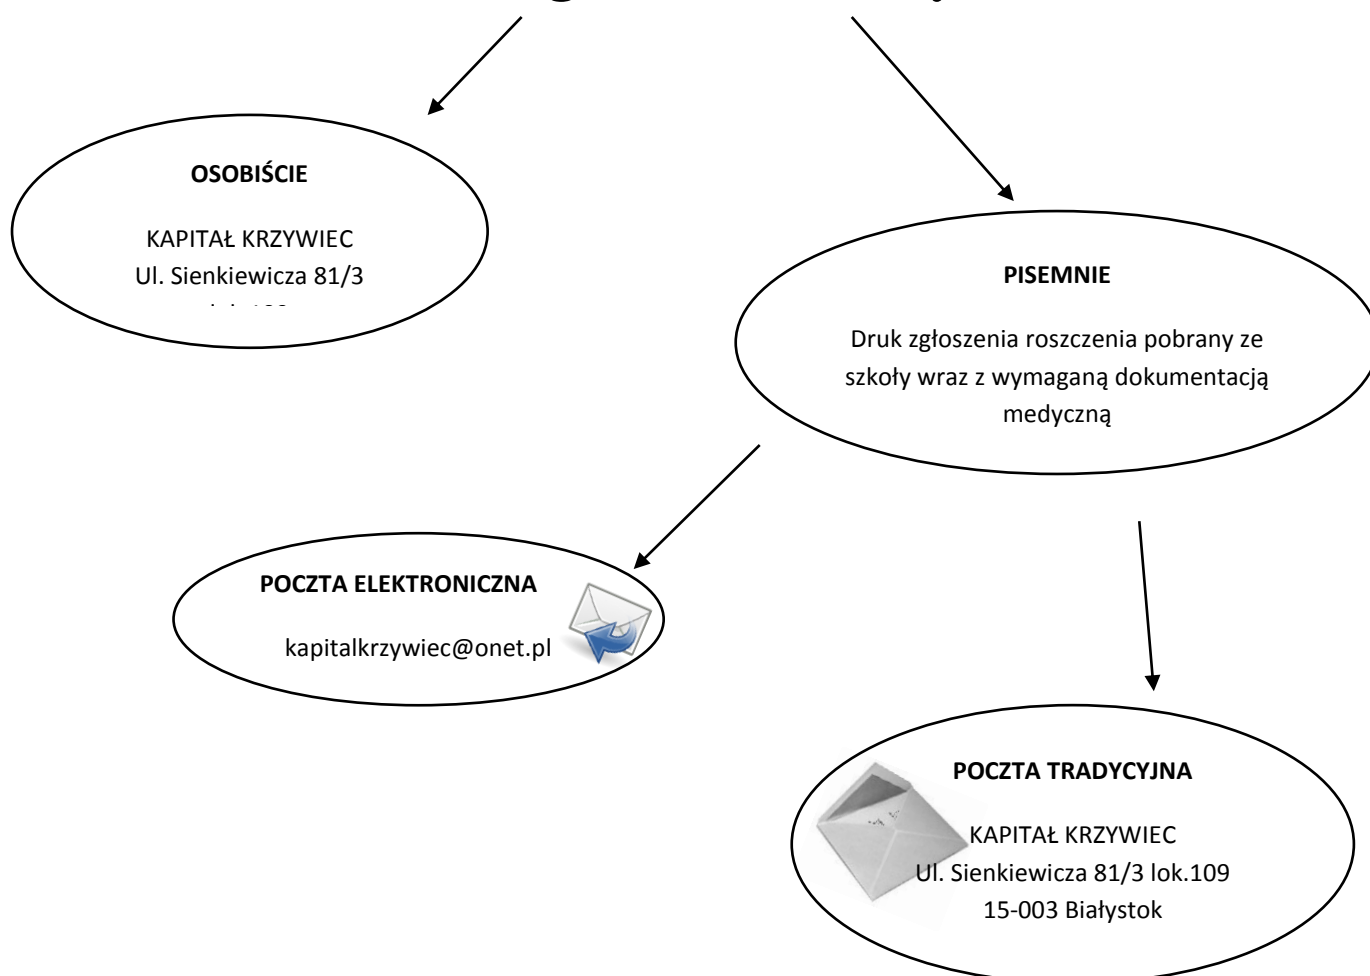 OSOBIŚCIE
KAPITAŁ KRZYWIEC
Ul. Sienkiewicza 81/3
PISEMNIE
Druk zgłoszenia roszczenia pobrany ze
szkoły wraz z wymaganą dokumentacją
medyczną
POCZTA ELEKTRONICZNA
kapitalkrzywiec@onet.pl
POCZTA TRADYCYJNA
KAPITAŁ KRZYWIEC
Ul. Sienkiewicza 81/3 lok.109
15-003 Białystok